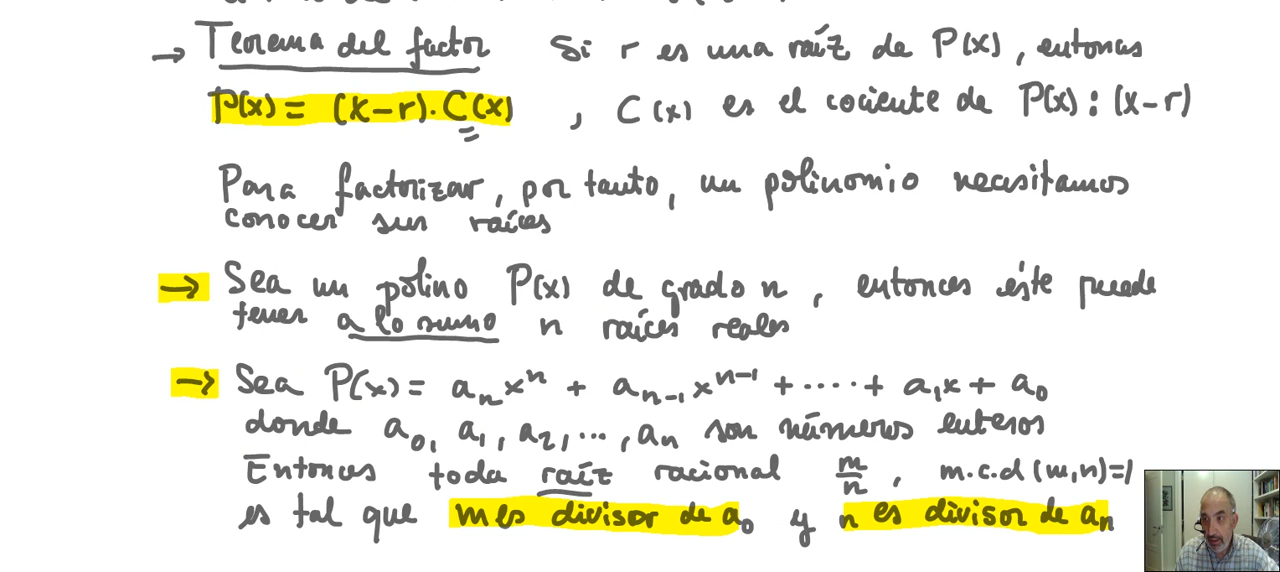 → Teorema del factor Si r es una raíz de P(x), entonces
P(x) = (x-r).C(x) , C(x) es el cociente de P(x) : (x-r)
Para factorizar, por tanto, un polinomio necesitamos
conocer sus raíces
→ Sea un polino P(x) de grado n, entonces éste puede
tener a lo sumo n raíces reales
→ Sea P(x) = aₙxⁿ + aₙ₋₁xⁿ⁻¹ + ····+ a₁x + a₀
donde a₀, a₁, a₂, ..., aₙ son números enteros
Entonces toda raíz racional m/n , m.c.d (m,n)=1
es tal que m es divisor de a₀ y n es divisor de aₙ